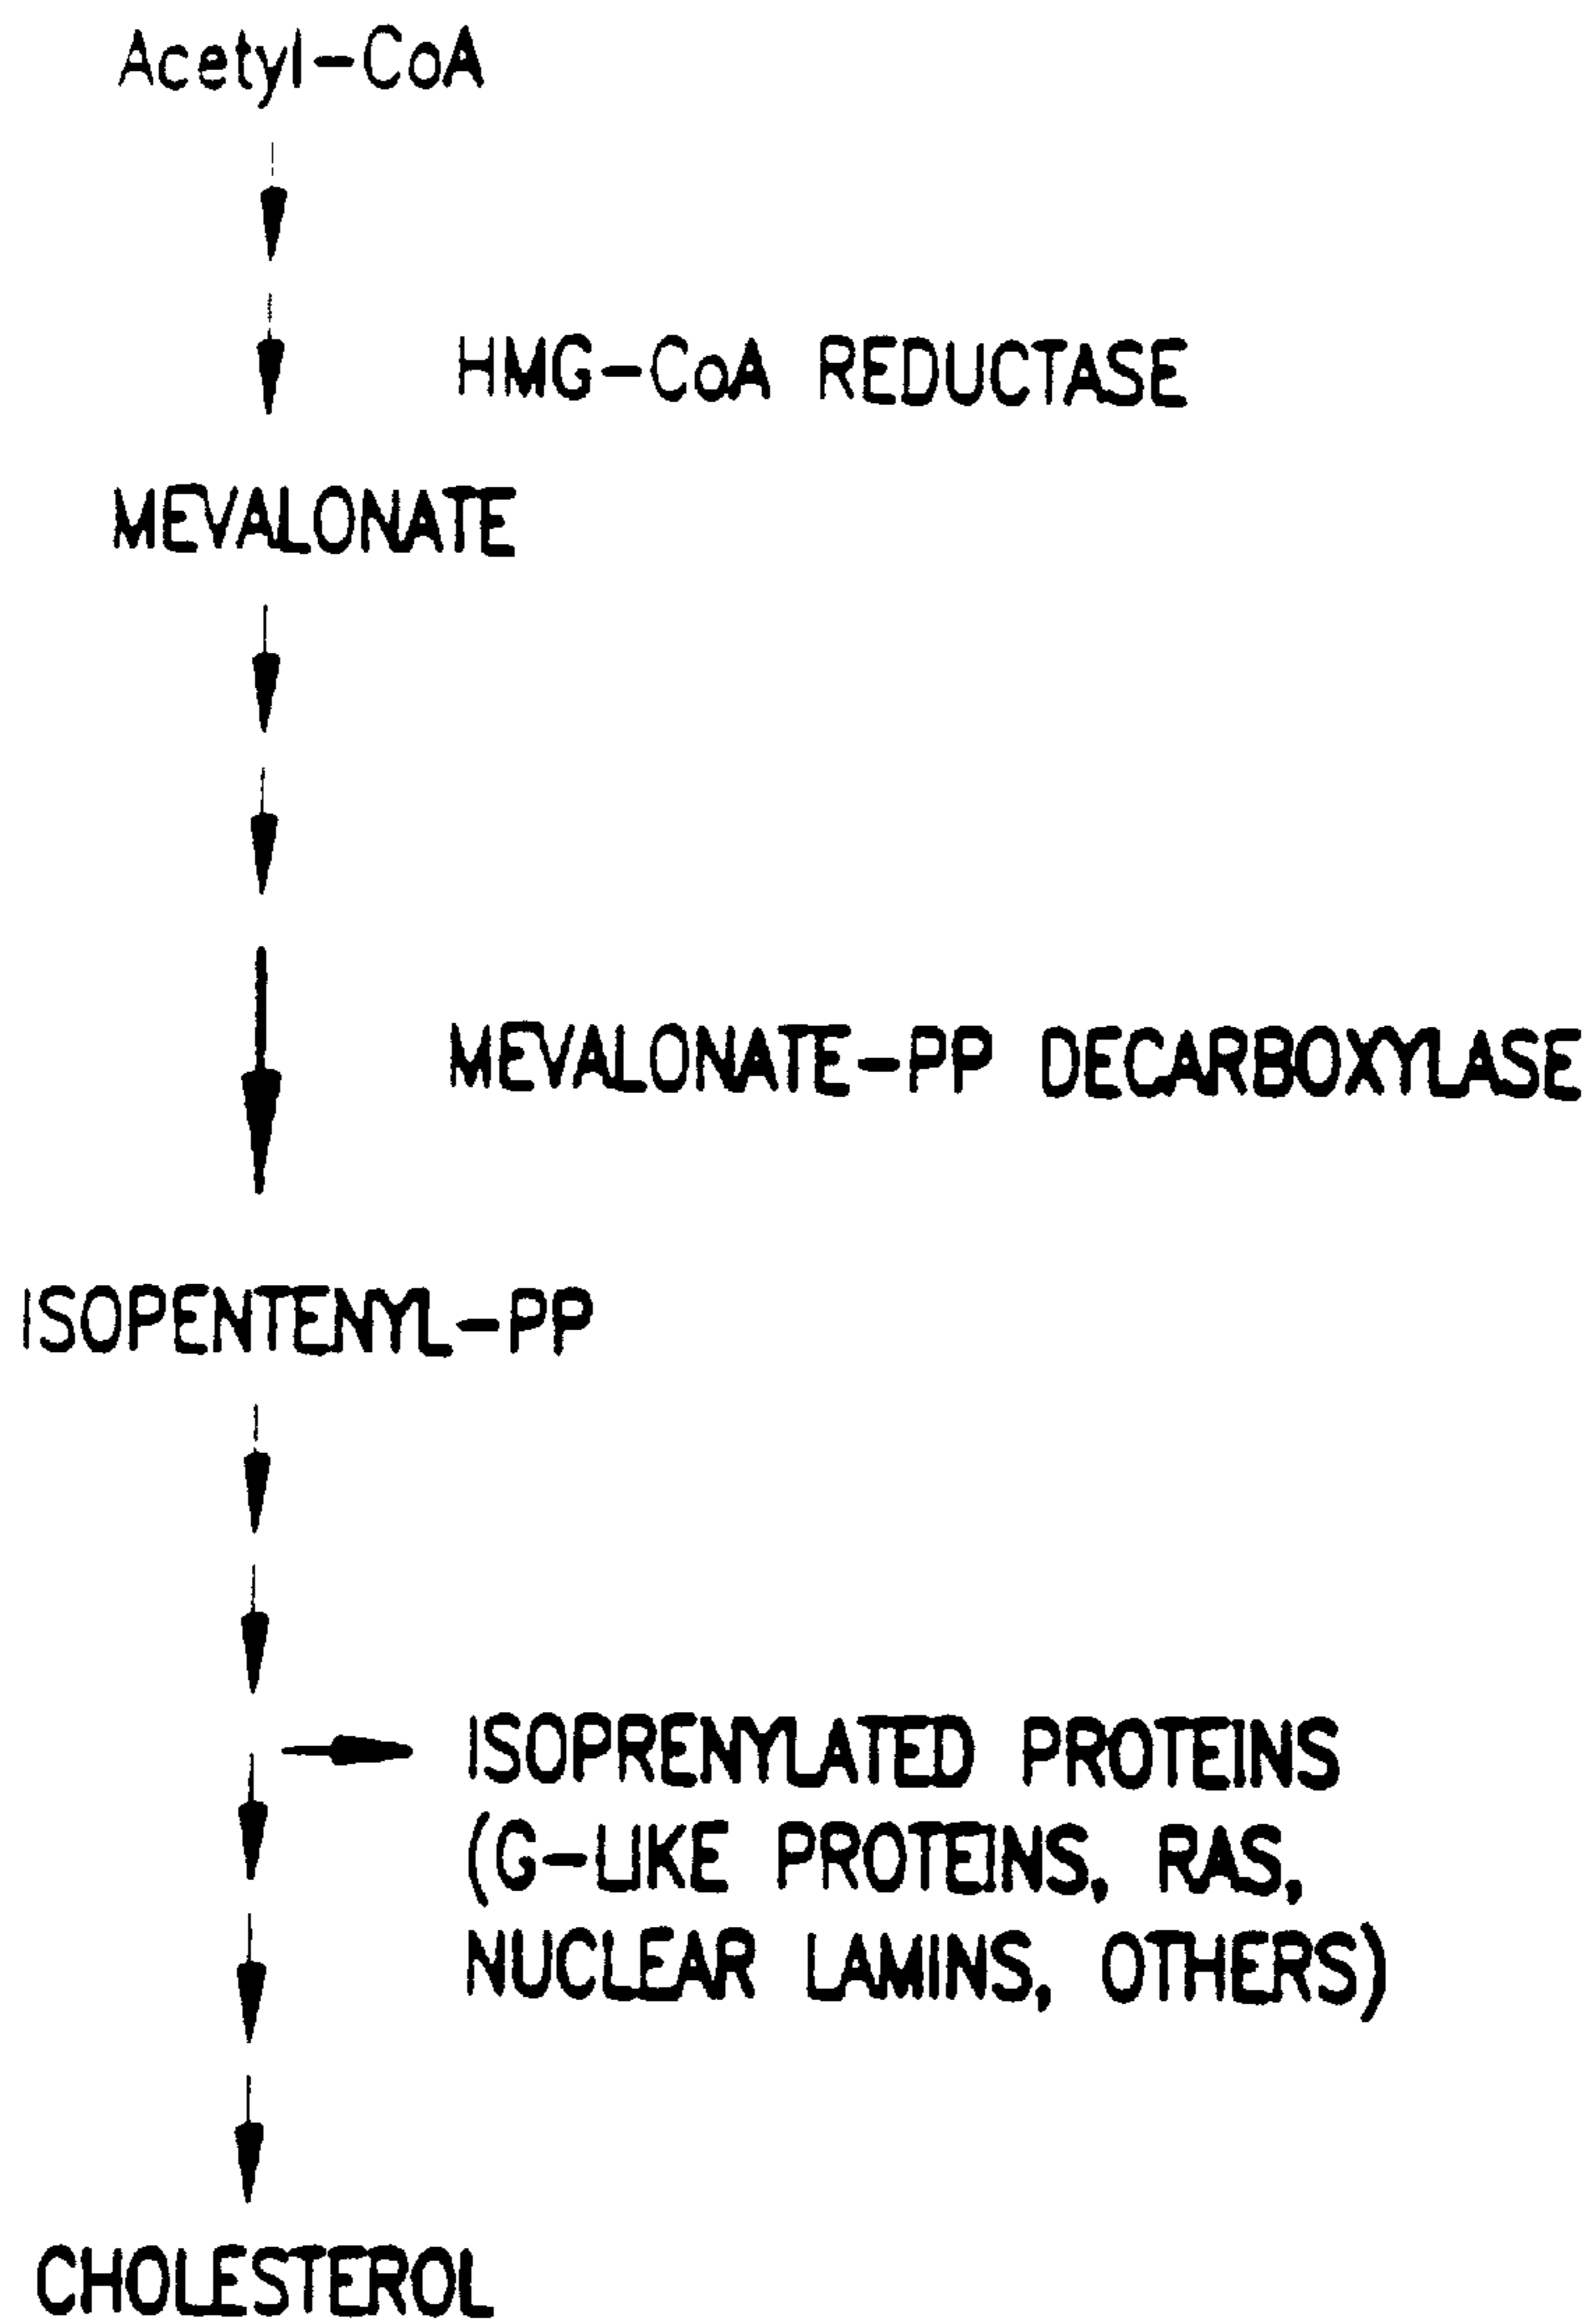 Acetyl-CoA
HMG-CoA REDUCTASE
MEVALONATE
MEVALONATE-PP DECARBOXYLASE
ISOPENTENYL-PP
ISOPRENYLATED PROTEINS
(G-LIKE PROTEINS, RAS,
NUCLEAR LAMINS, OTHERS)
CHOLESTEROL